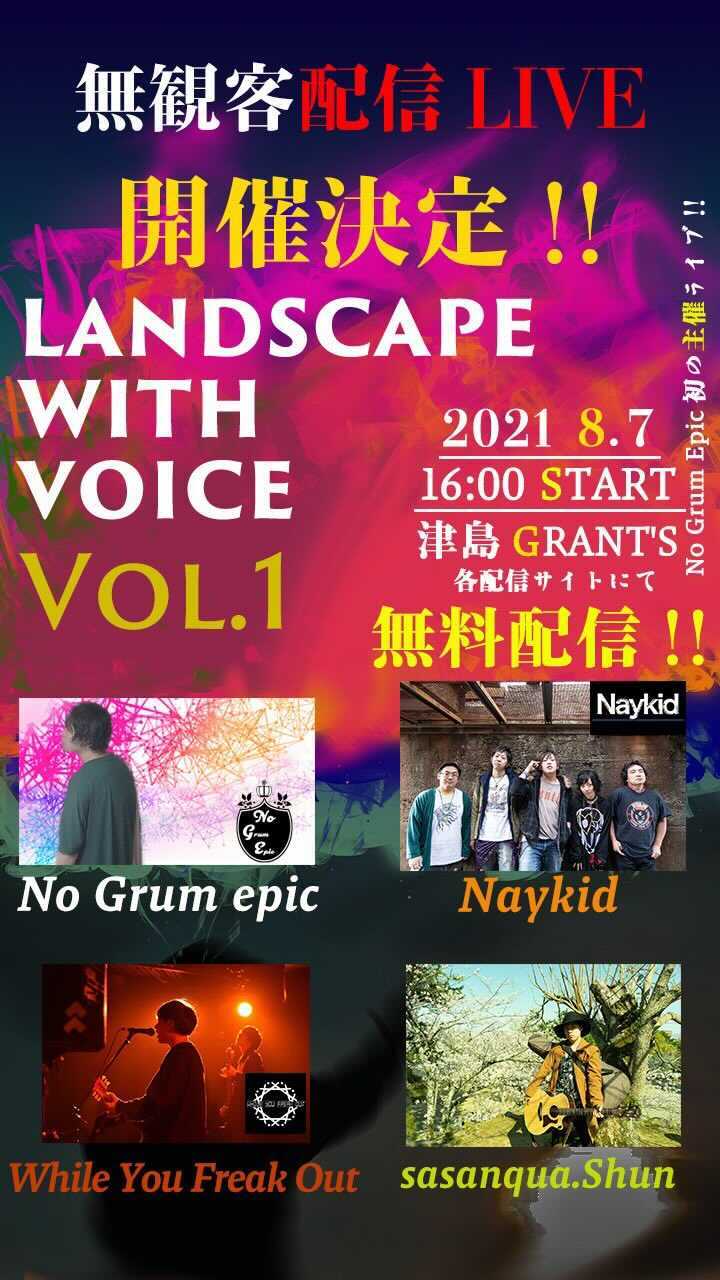 無観客配信 LIVE
開催決定 !!
LANDSCAPE
WITH
VOICE
VOL.1
No Grum Epic 初の主催ライブ!!
2021 8.7
16:00 START
津島 GRANT'S
各配信サイトにて
無料配信 !!
No
Grum
Epic
No Grum epic
Naykid
Naykid
While You Freak Out
sasanqua.Shun